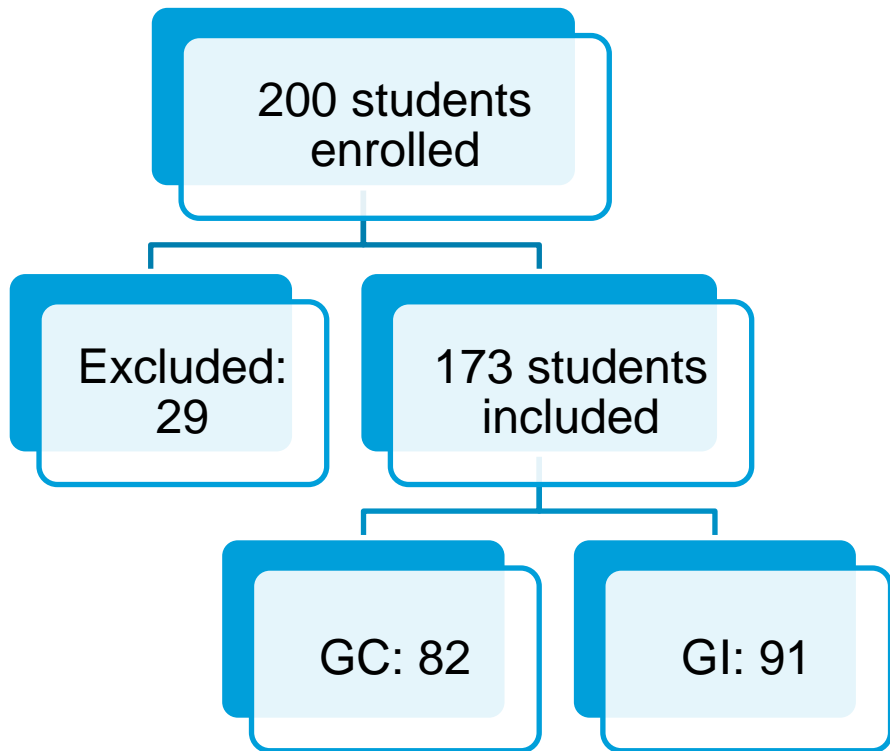 200 students
enrolled
Excluded:
29
173 students
included
GC: 82
GI: 91